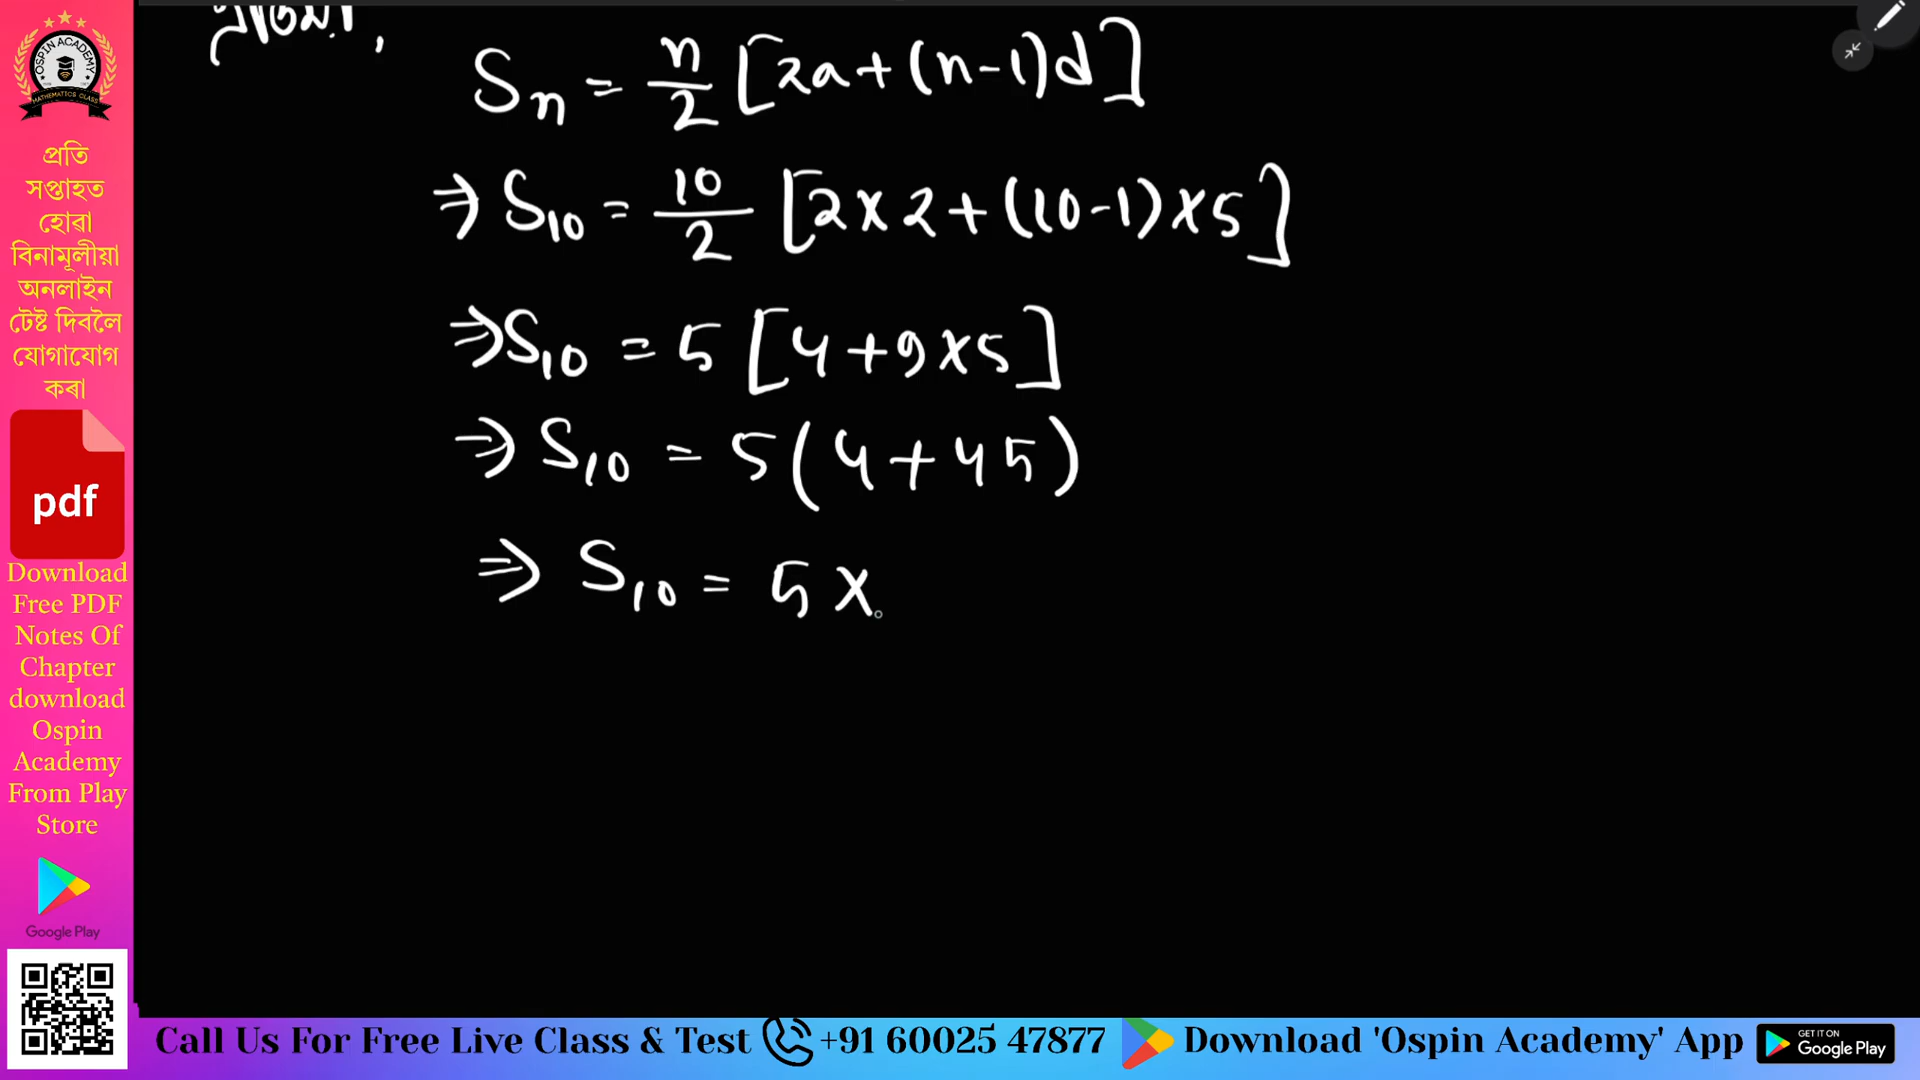 OSPIN ACADEMY
MATHEMATICS CLASS
প্ৰতি
সপ্তাহত
হোৱা
বিনামূলীয়া
অনলাইন
টেষ্ট দিবলৈ
যোগাযোগ
কৰা
pdf
Download
Free PDF
Notes Of
Chapter
download
Ospin
Academy
From Play
Store
Google Play
Sₙ = n/2 [2a+(n-1)d]
⇒ S₁₀ = 10/2 [2×2+(10-1)×5]
⇒ S₁₀ = 5 [4+9×5]
⇒ S₁₀ = 5(4+45)
⇒ S₁₀ = 5×
Call Us For Free Live Class & Test +91 60025 47877 Download 'Ospin Academy' App
GET IT ON
Google Play